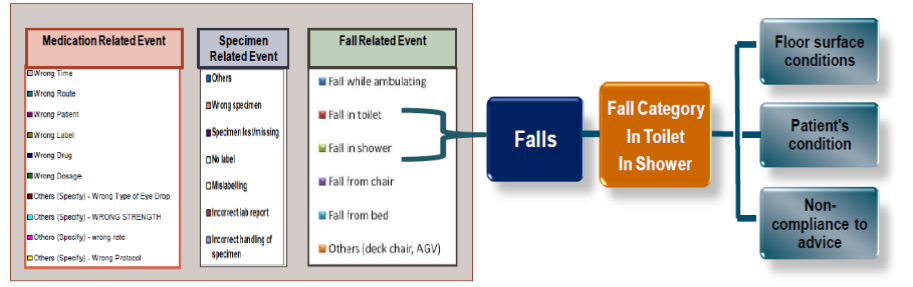 Medication Related Event
Wrong Time
Wrong Route
Wrong Patient
Wrong Label
Wrong Drug
Wrong Dosage
Others (Specify) - Wrong Type of Eye Drop
Others (Specify) - WRONG STRENGTH
Others (Specify) - wrong rate
Others (Specify) - Wrong Protocol
Specimen
Related Event
Others
Wrong specimen
Specimen lost/missing
No label
Mislabelling
Incorrect lab report
Incorrect handling of
specimen
Fall Related Event
Fall while ambulating
Fall in toilet
Fall in shower
Fall from chair
Fall from bed
Others (deck chair, AGV)
Falls
Fall Category
In Toilet
In Shower
Floor surface
conditions
Patient's
condition
Non-
compliance to
advice